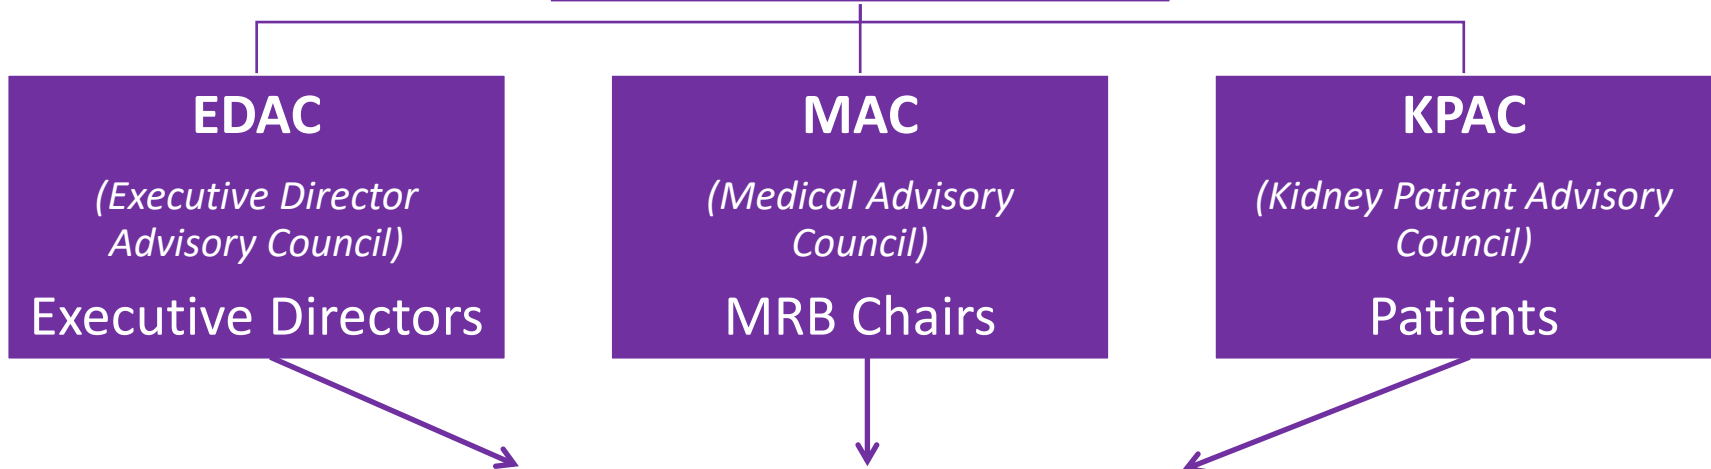 EDAC
(Executive Director
Advisory Council)
Executive Directors
MAC
(Medical Advisory
Council)
MRB Chairs
KPAC
(Kidney Patient Advisory
Council)
Patients